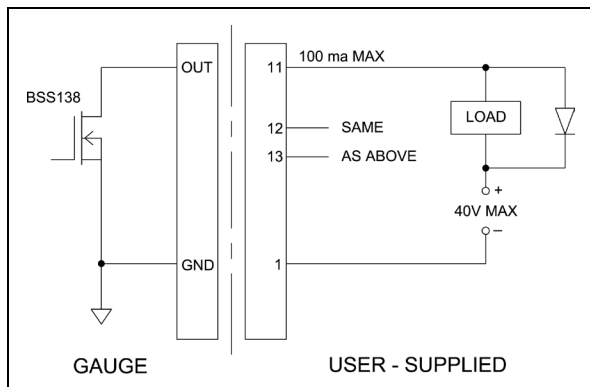 OUT
11
100 ma MAX
BSS138
12
SAME
13
AS ABOVE
LOAD
+
40V MAX
–
GND
1
GAUGE
USER - SUPPLIED